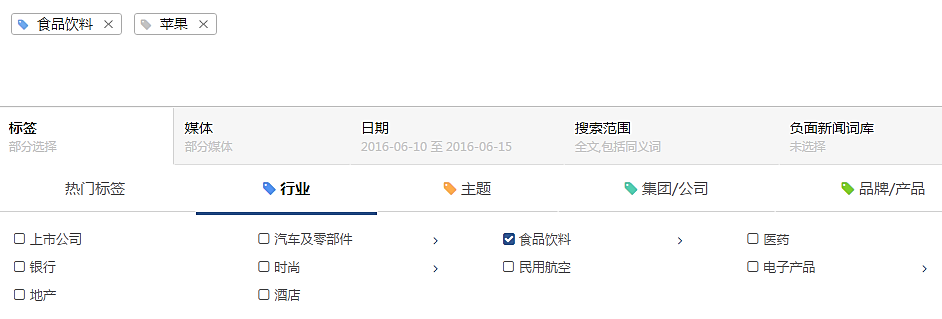 食品饮料 × 苹果 ×
标签 媒体 日期 搜索范围 负面新闻词库
部分选择 部分媒体 2016-06-10 至 2016-06-15 全文,包括同义词 未选择
热门标签 行业 主题 集团/公司 品牌/产品
上市公司 汽车及零部件 > 食品饮料 > 医药
银行 时尚 > 民用航空 电子产品 >
地产 酒店